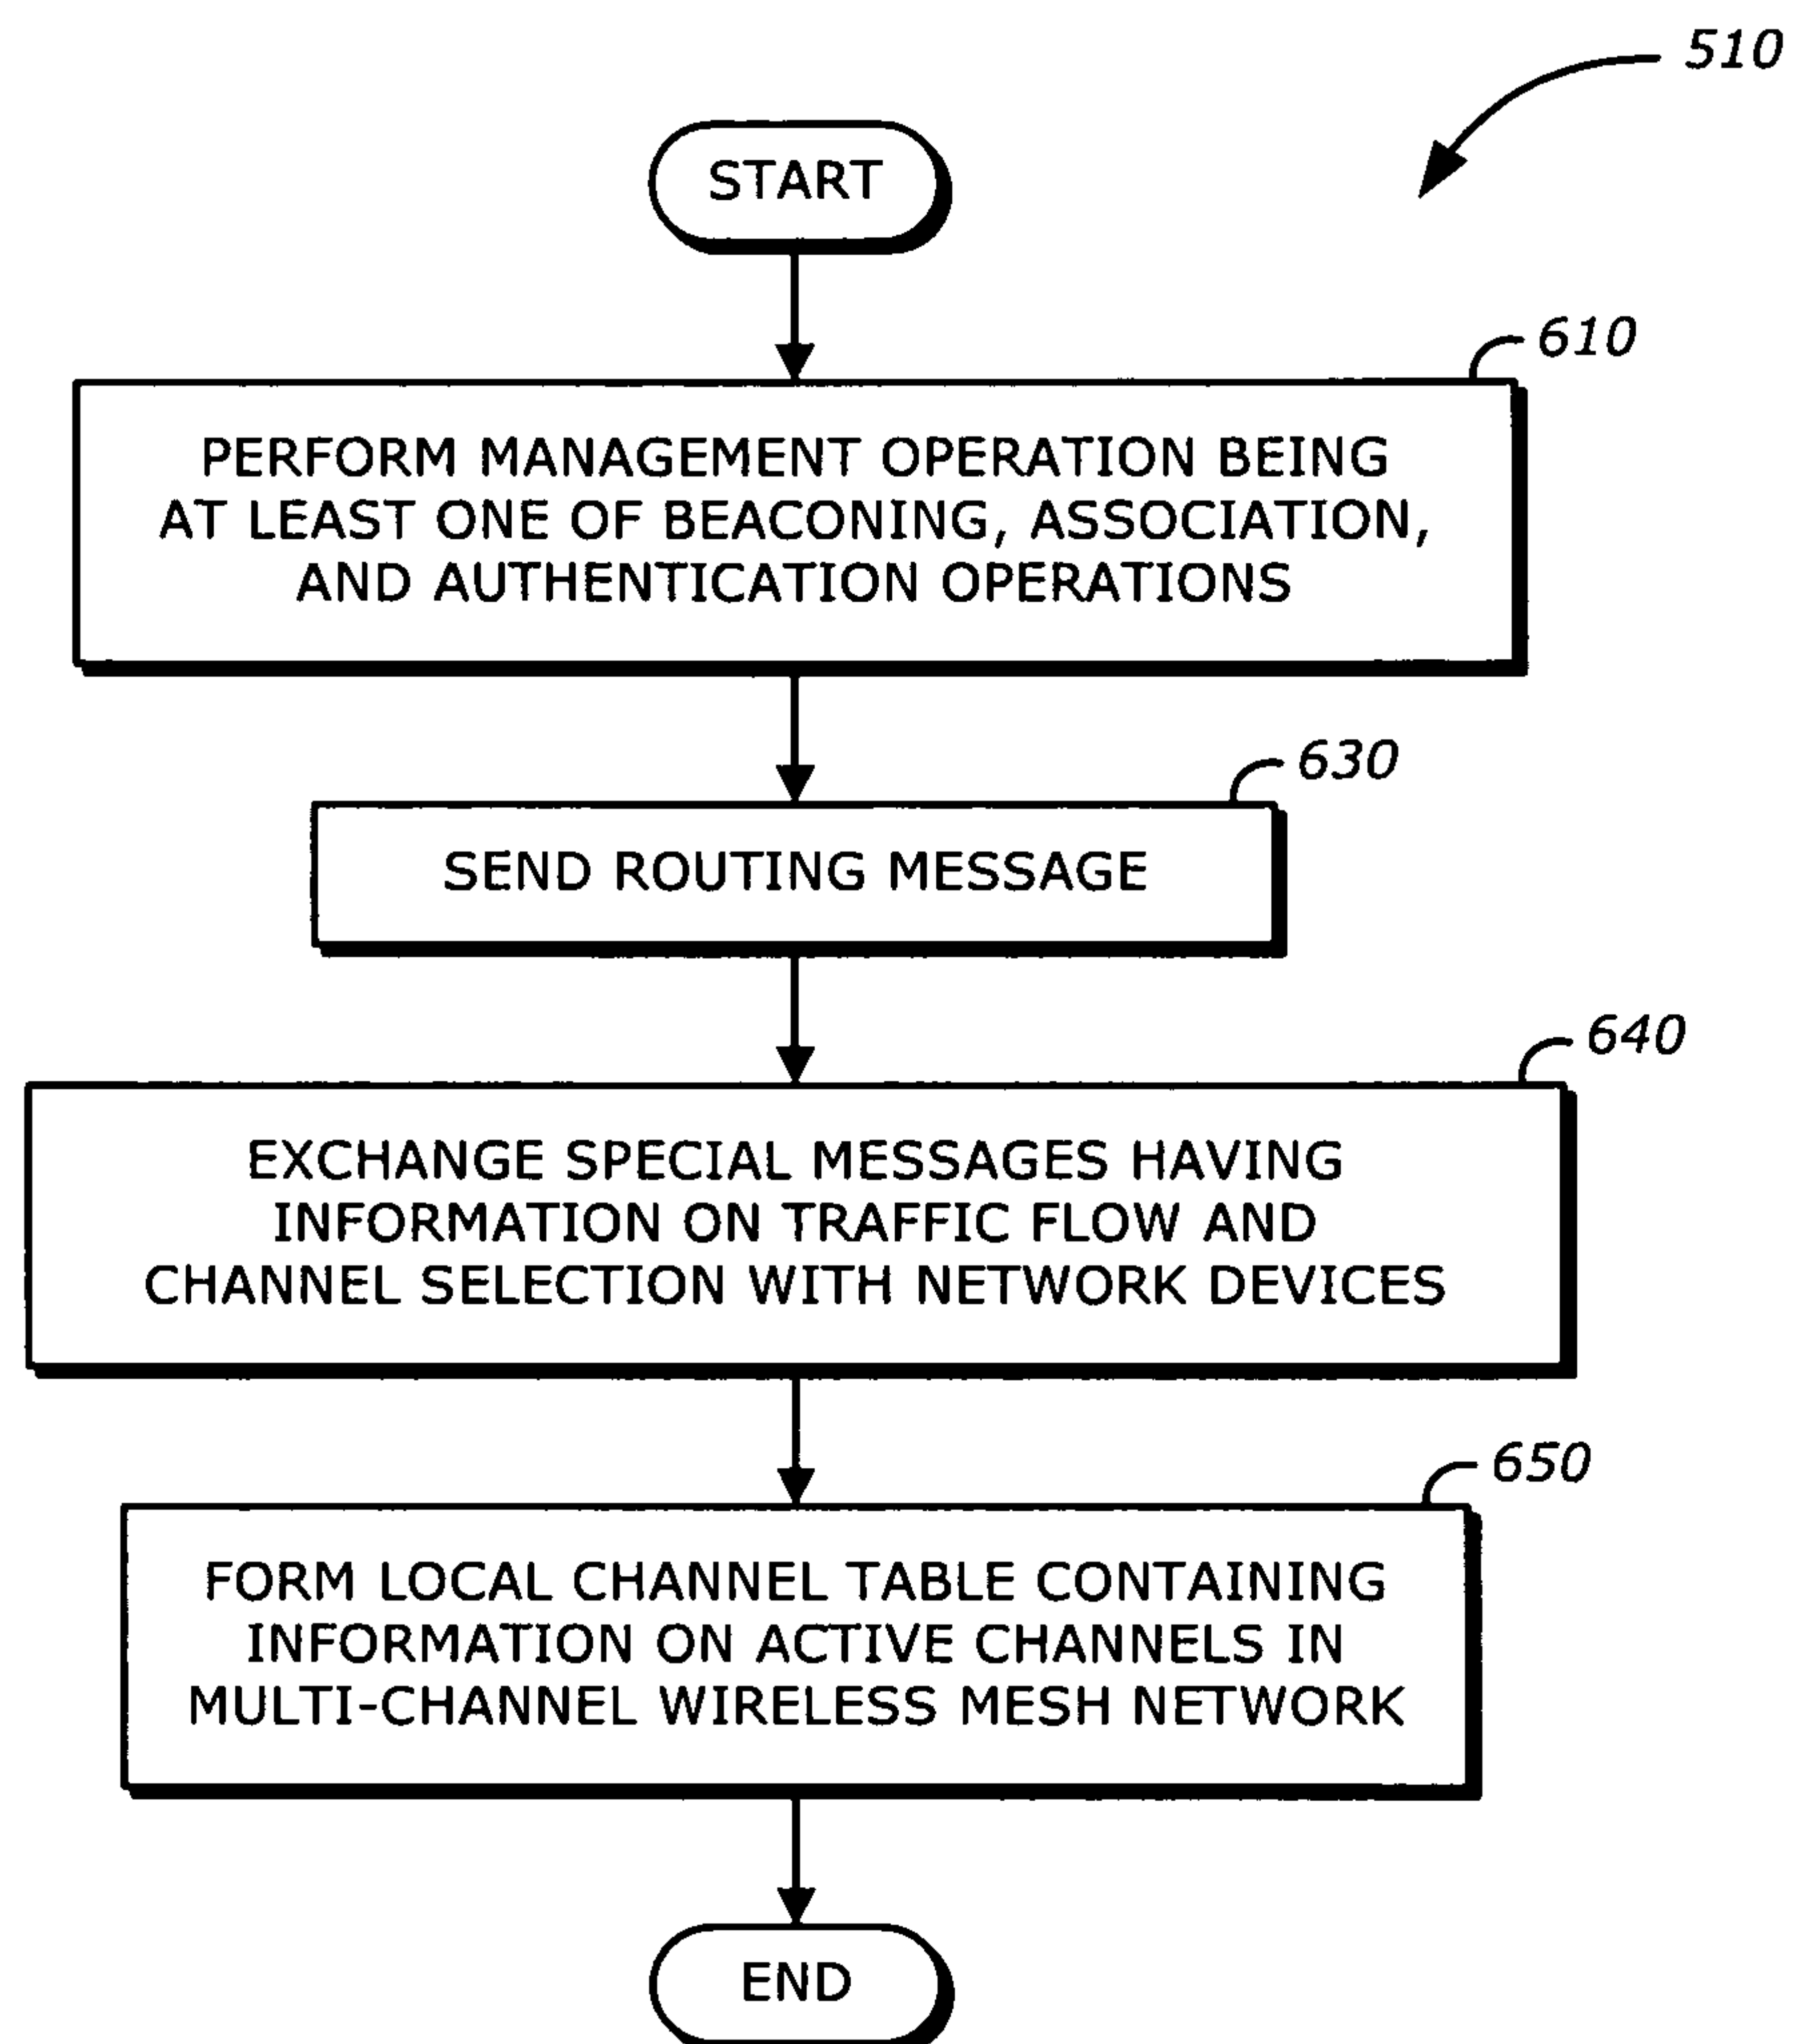 510
START
610
PERFORM MANAGEMENT OPERATION BEING
AT LEAST ONE OF BEACONING, ASSOCIATION,
AND AUTHENTICATION OPERATIONS
630
SEND ROUTING MESSAGE
640
EXCHANGE SPECIAL MESSAGES HAVING
INFORMATION ON TRAFFIC FLOW AND
CHANNEL SELECTION WITH NETWORK DEVICES
650
FORM LOCAL CHANNEL TABLE CONTAINING
INFORMATION ON ACTIVE CHANNELS IN
MULTI-CHANNEL WIRELESS MESH NETWORK
END